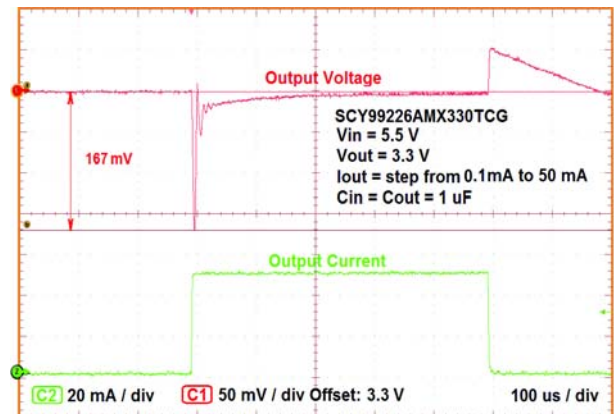 Output Voltage
SCY99226AMX330TCG
Vin = 5.5 V
167 mV
Vout = 3.3 V
Iout = step from 0.1mA to 50 mA
Cin = Cout = 1 uF
Output Current
C2 20 mA / div C1 50 mV / div Offset: 3.3 V 100 us / div